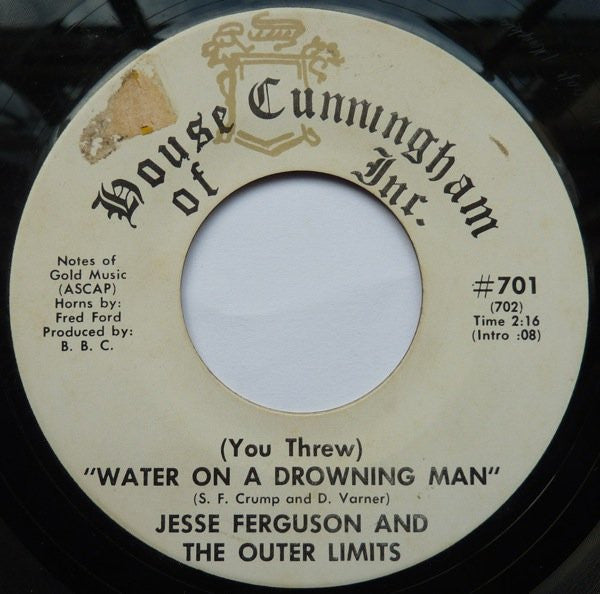 House of Cunningham Inc.
Notes of
Gold Music
(ASCAP)
Horns by:
Fred Ford
Produced by:
B. B. C.
#701
(702)
Time 2:16
(Intro :08)
(You Threw)
"WATER ON A DROWNING MAN"
(S. F. Crump and D. Varner)
JESSE FERGUSON AND
THE OUTER LIMITS